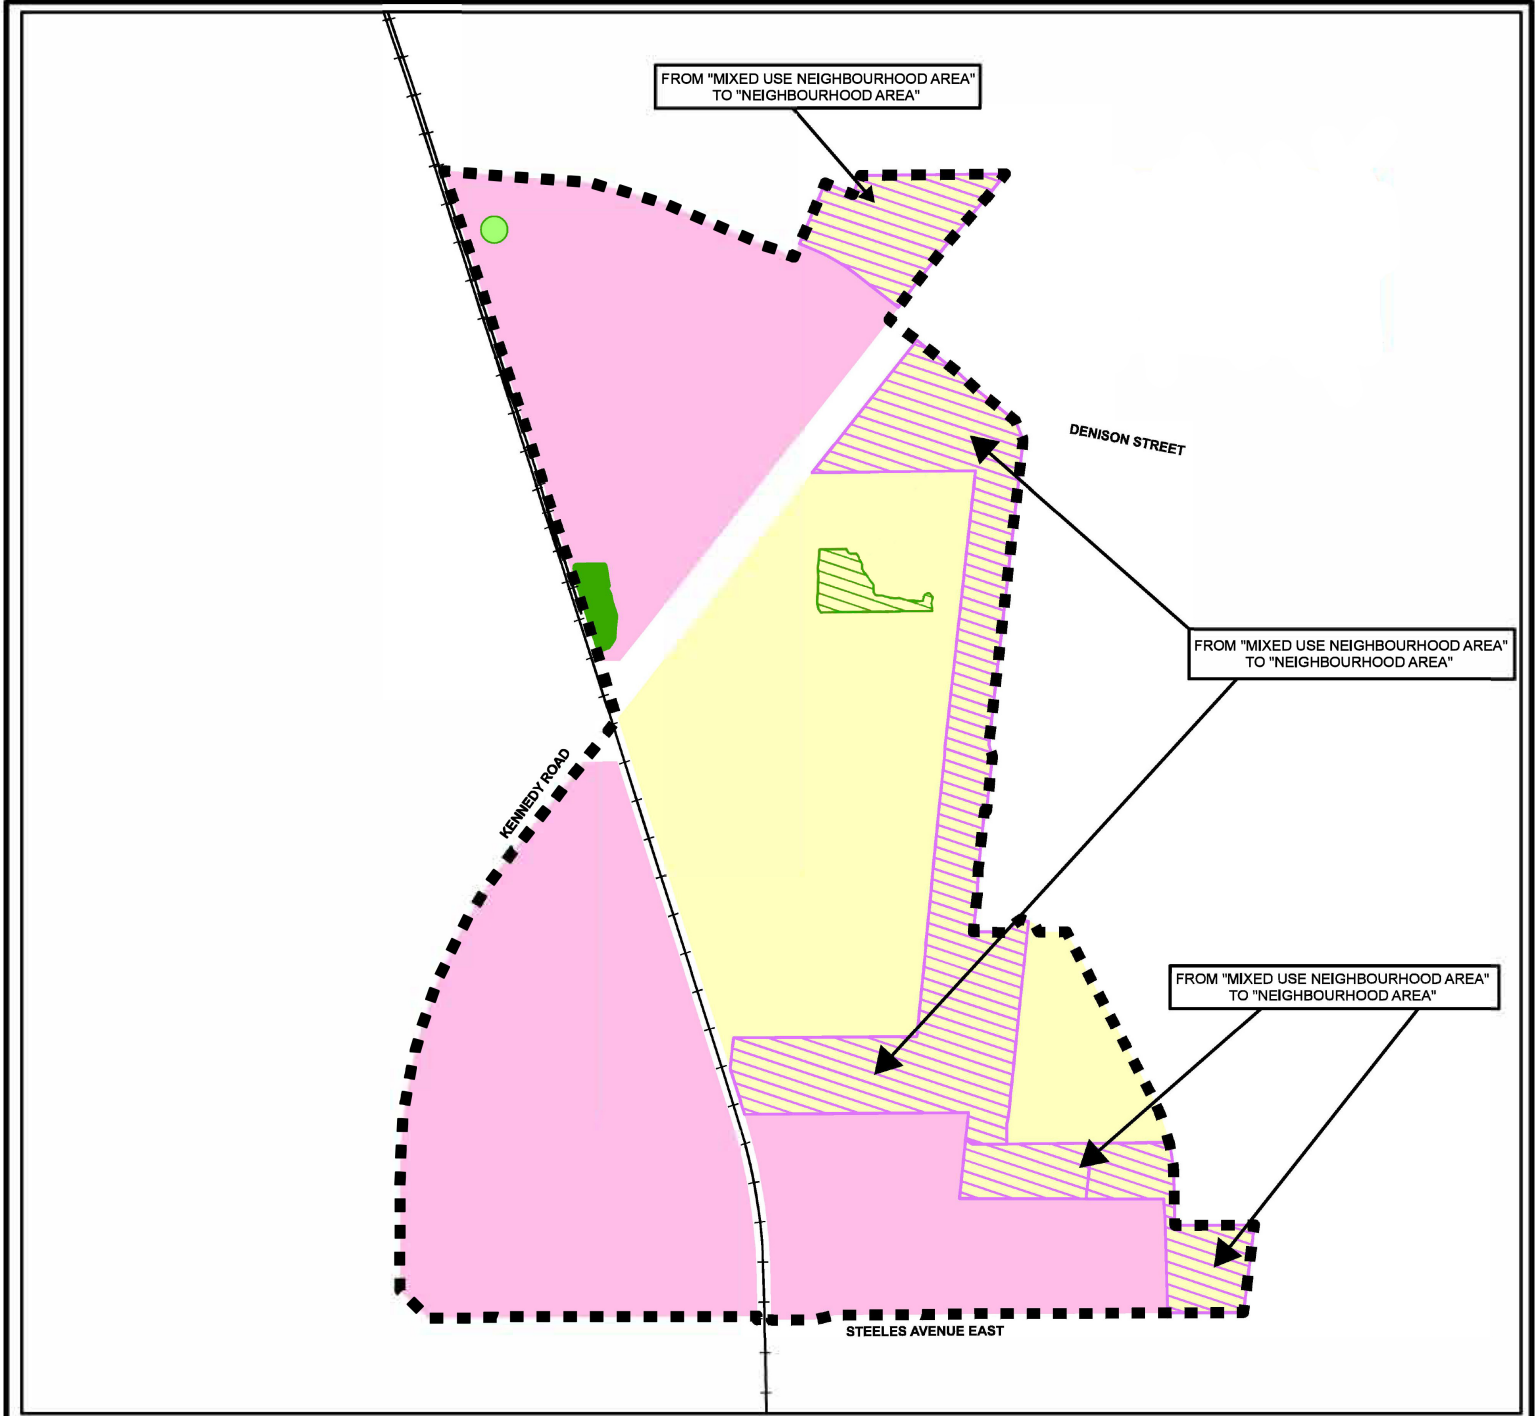 FROM "MIXED USE NEIGHBOURHOOD AREA"
TO "NEIGHBOURHOOD AREA"
DENISON STREET
FROM "MIXED USE NEIGHBOURHOOD AREA"
TO "NEIGHBOURHOOD AREA"
KENNEDY ROAD
FROM "MIXED USE NEIGHBOURHOOD AREA"
TO "NEIGHBOURHOOD AREA"
STEELES AVENUE EAST